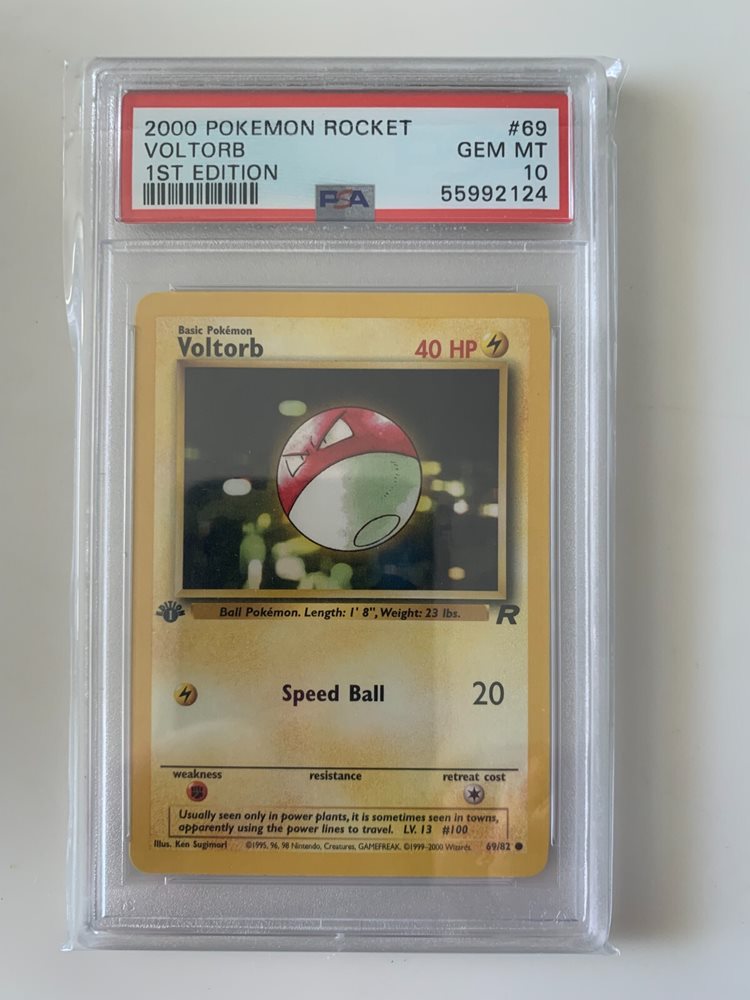 2000 POKEMON ROCKET #69
VOLTORB GEM MT
1ST EDITION 10
PSA 55992124
Basic Pokémon
Voltorb 40 HP
EDITION 1
Ball Pokémon. Length: 1' 8", Weight: 23 lbs.
R
Speed Ball 20
weakness resistance retreat cost
Usually seen only in power plants, it is sometimes seen in towns,
apparently using the power lines to travel. LV. 13 #100
Illus. Ken Sugimori ©1995, 96, 98 Nintendo, Creatures, GAMEFREAK. ©1999-2000 Wizards. 69/82